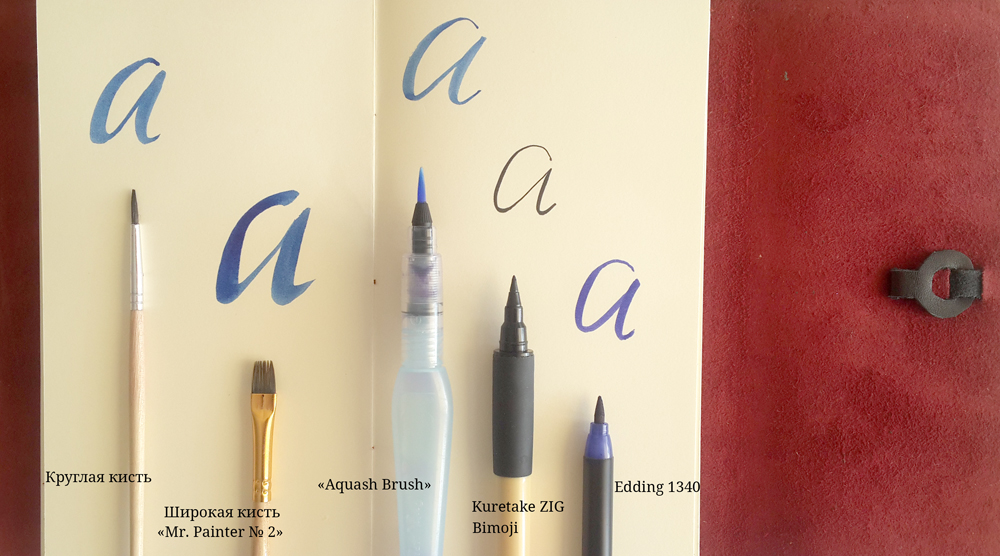 a
a
a
a
a
Круглая кисть
Широкая кисть
«Mr. Painter № 2»
«Aquash Brush»
Kuretake ZIG
Bimoji
Edding 1340